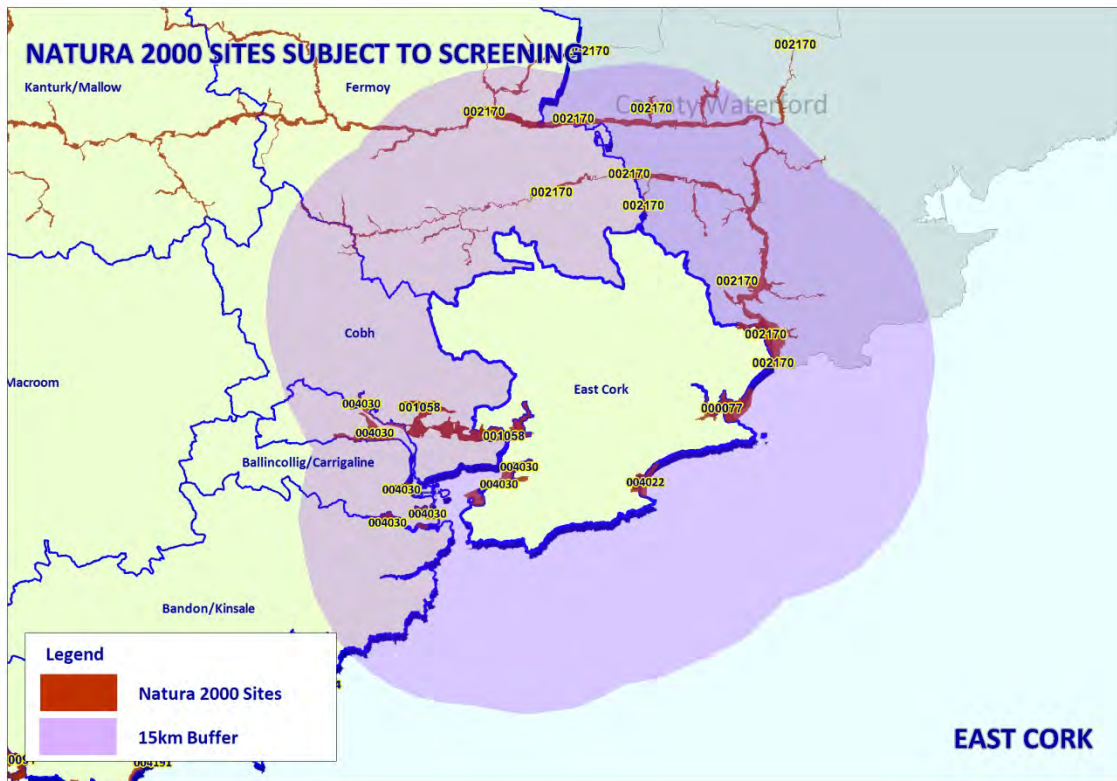 NATURA 2000 SITES SUBJECT TO SCREENING
002170
002170
Kanturk/Mallow
Fermoy
County Waterford
002170
002170
002170
002170
002170
002170
002170
002170
002170
002170
Cobh
Macroom
East Cork
004030
001058
000077
004030
001058
Ballincollig/Carrigaline
004030
004030
004030
004022
004030
004030
Bandon/Kinsale
Legend
Natura 2000 Sites
15km Buffer
EAST CORK
004191